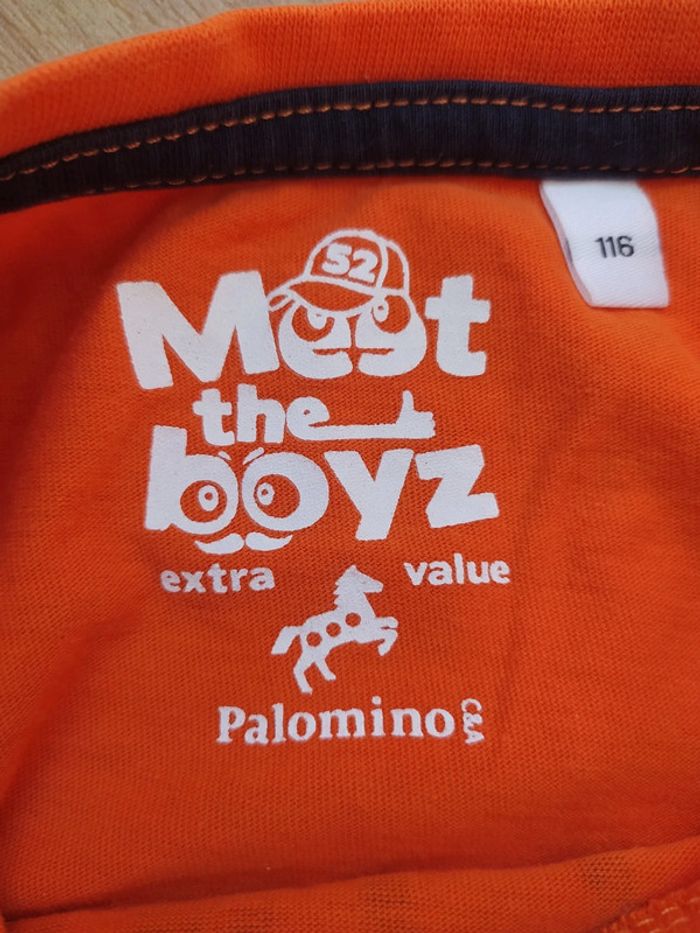 116
52
Meet
the
boyz
extra value
Palomino C&A